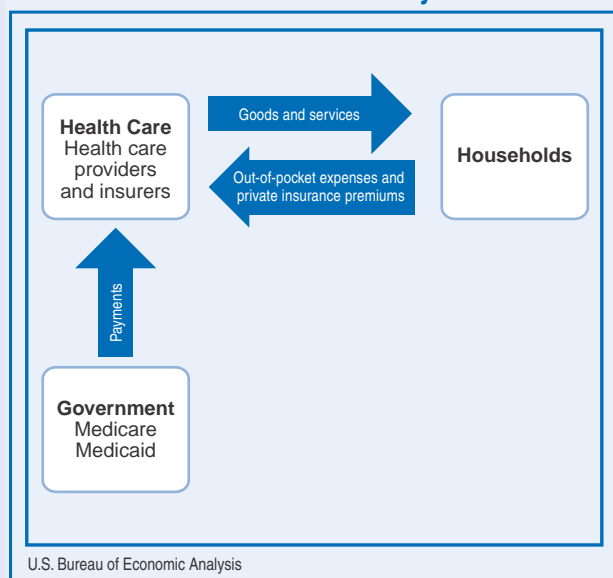 Health Care
Health care
providers
and insurers
Goods and services
Out-of-pocket expenses and
private insurance premiums
Households
Payments
Government
Medicare
Medicaid
U.S. Bureau of Economic Analysis